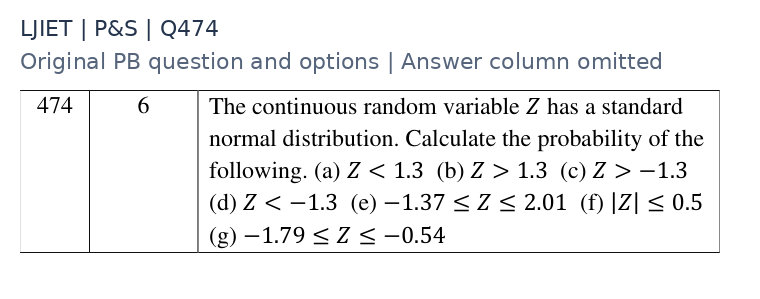 LJIET | P&S | Q474
Original PB question and options | Answer column omitted
474 6 The continuous random variable Z has a standard
normal distribution. Calculate the probability of the
following. (a) Z < 1.3 (b) Z > 1.3 (c) Z > −1.3
(d) Z < −1.3 (e) −1.37 ≤ Z ≤ 2.01 (f) |Z| ≤ 0.5
(g) −1.79 ≤ Z ≤ −0.54